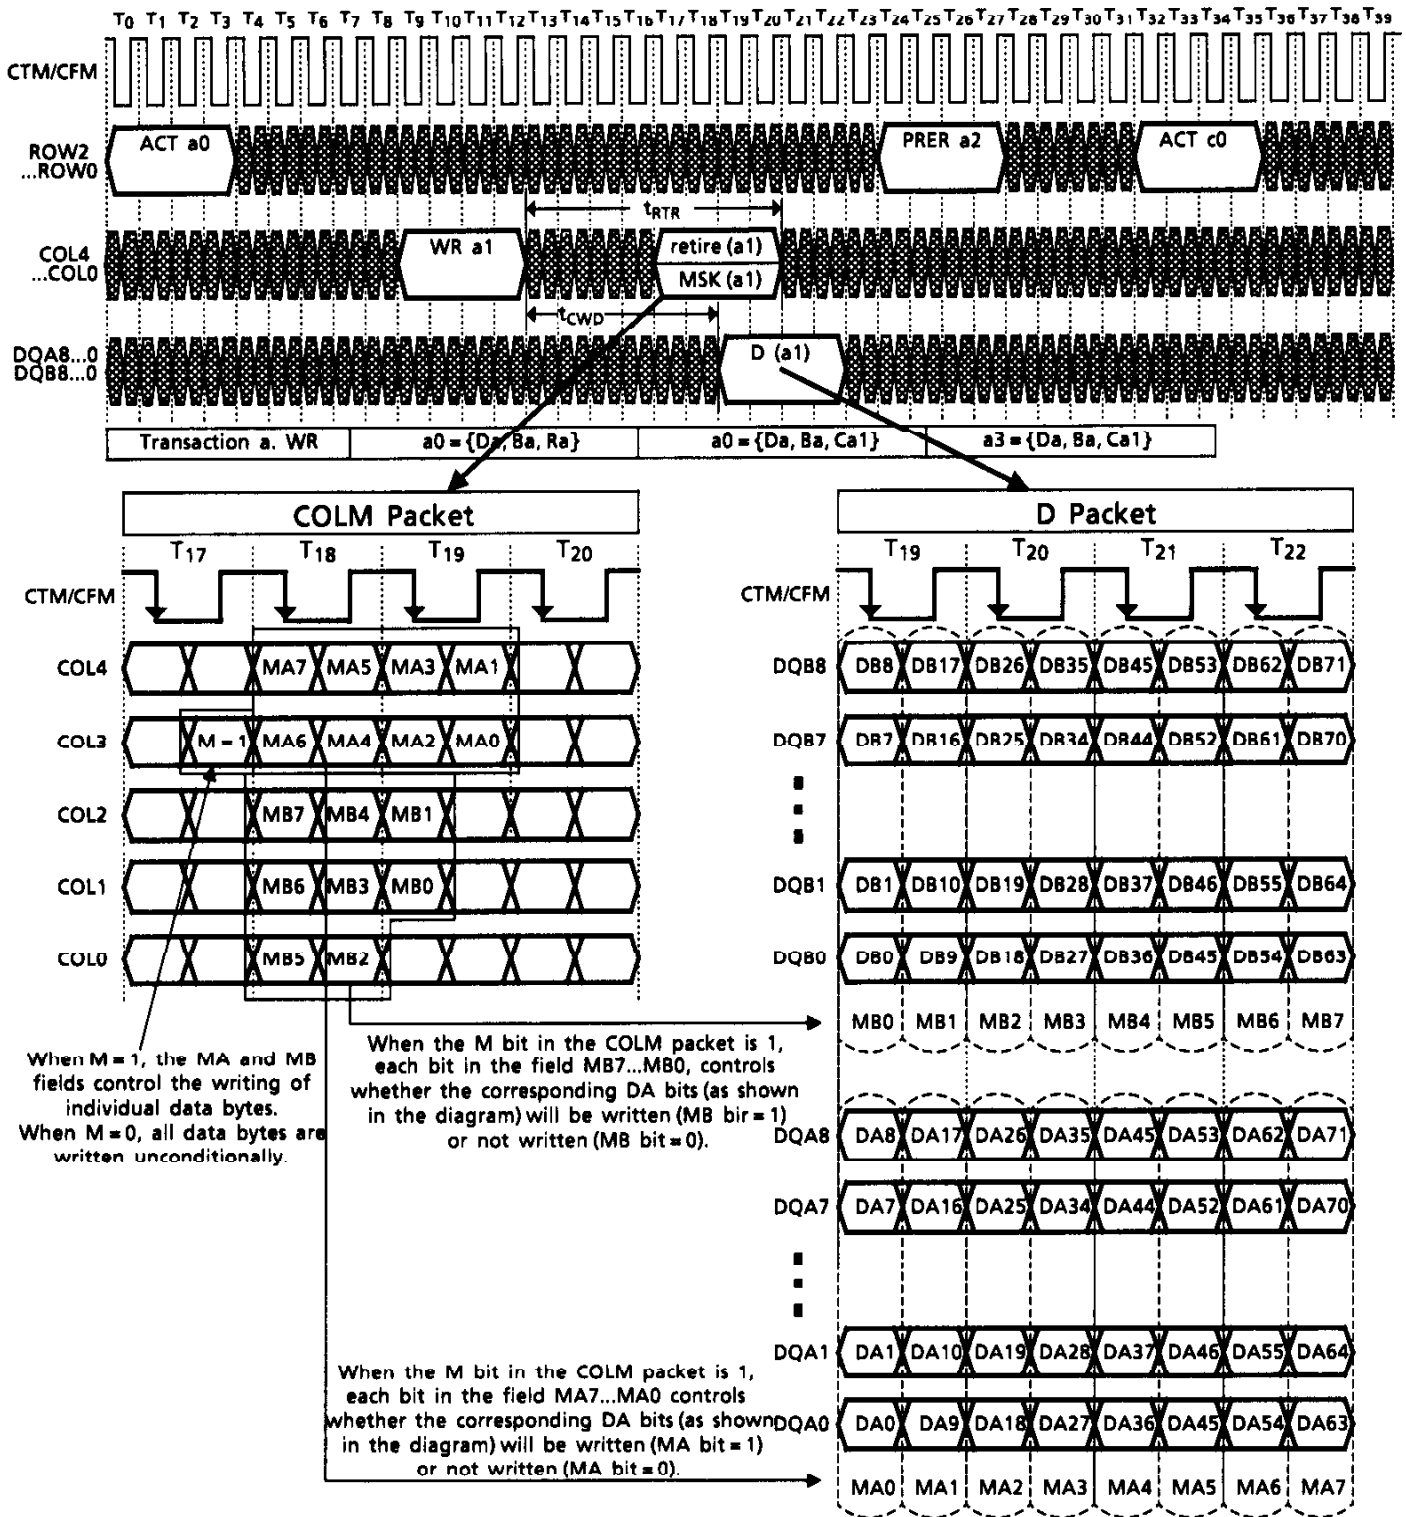 T0 T1 T2 T3 T4 T5 T6 T7 T8 T9 T10 T11 T12 T13 T14 T15 T16 T17 T18 T19 T20 T21 T22 T23 T24 T25 T26 T27 T28 T29 T30 T31 T32 T33 T34 T35 T36 T37 T38 T39
CTM/CFM
ROW2
...ROW0
ACT a0
PRER a2
ACT c0
tRTR
COL4
...COL0
WR a1
retire (a1)
MSK (a1)
tCWD
DQA8...0
DQB8...0
D (a1)
Transaction a. WR
a0 = {Da, Ba, Ra}
a0 = {Da, Ba, Ca1}
a3 = {Da, Ba, Ca1}
COLM Packet
T17 T18 T19 T20
CTM/CFM
COL4 MA7 MA5 MA3 MA1
COL3 M = 1 MA6 MA4 MA2 MA0
COL2 MB7 MB4 MB1
COL1 MB6 MB3 MB0
COL0 MB5 MB2
When M = 1, the MA and MB
fields control the writing of
individual data bytes.
When M = 0, all data bytes are
written unconditionally.
When the M bit in the COLM packet is 1,
each bit in the field MB7...MB0, controls
whether the corresponding DA bits (as shown
in the diagram) will be written (MB bir = 1)
or not written (MB bit = 0).
When the M bit in the COLM packet is 1,
each bit in the field MA7...MA0 controls
whether the corresponding DA bits (as shown
in the diagram) will be written (MA bit = 1)
or not written (MA bit = 0).
D Packet
T19 T20 T21 T22
CTM/CFM
DQB8 DB8 DB17 DB26 DB35 DB45 DB53 DB62 DB71
DQB7 DB7 DB16 DB25 DB34 DB44 DB52 DB61 DB70
DQB1 DB1 DB10 DB19 DB28 DB37 DB46 DB55 DB64
DQB0 DB0 DB9 DB18 DB27 DB36 DB45 DB54 DB63
MB0 MB1 MB2 MB3 MB4 MB5 MB6 MB7
DQA8 DA8 DA17 DA26 DA35 DA45 DA53 DA62 DA71
DQA7 DA7 DA16 DA25 DA34 DA44 DA52 DA61 DA70
DQA1 DA1 DA10 DA19 DA28 DA37 DA46 DA55 DA64
DQA0 DA0 DA9 DA18 DA27 DA36 DA45 DA54 DA63
MA0 MA1 MA2 MA3 MA4 MA5 MA6 MA7